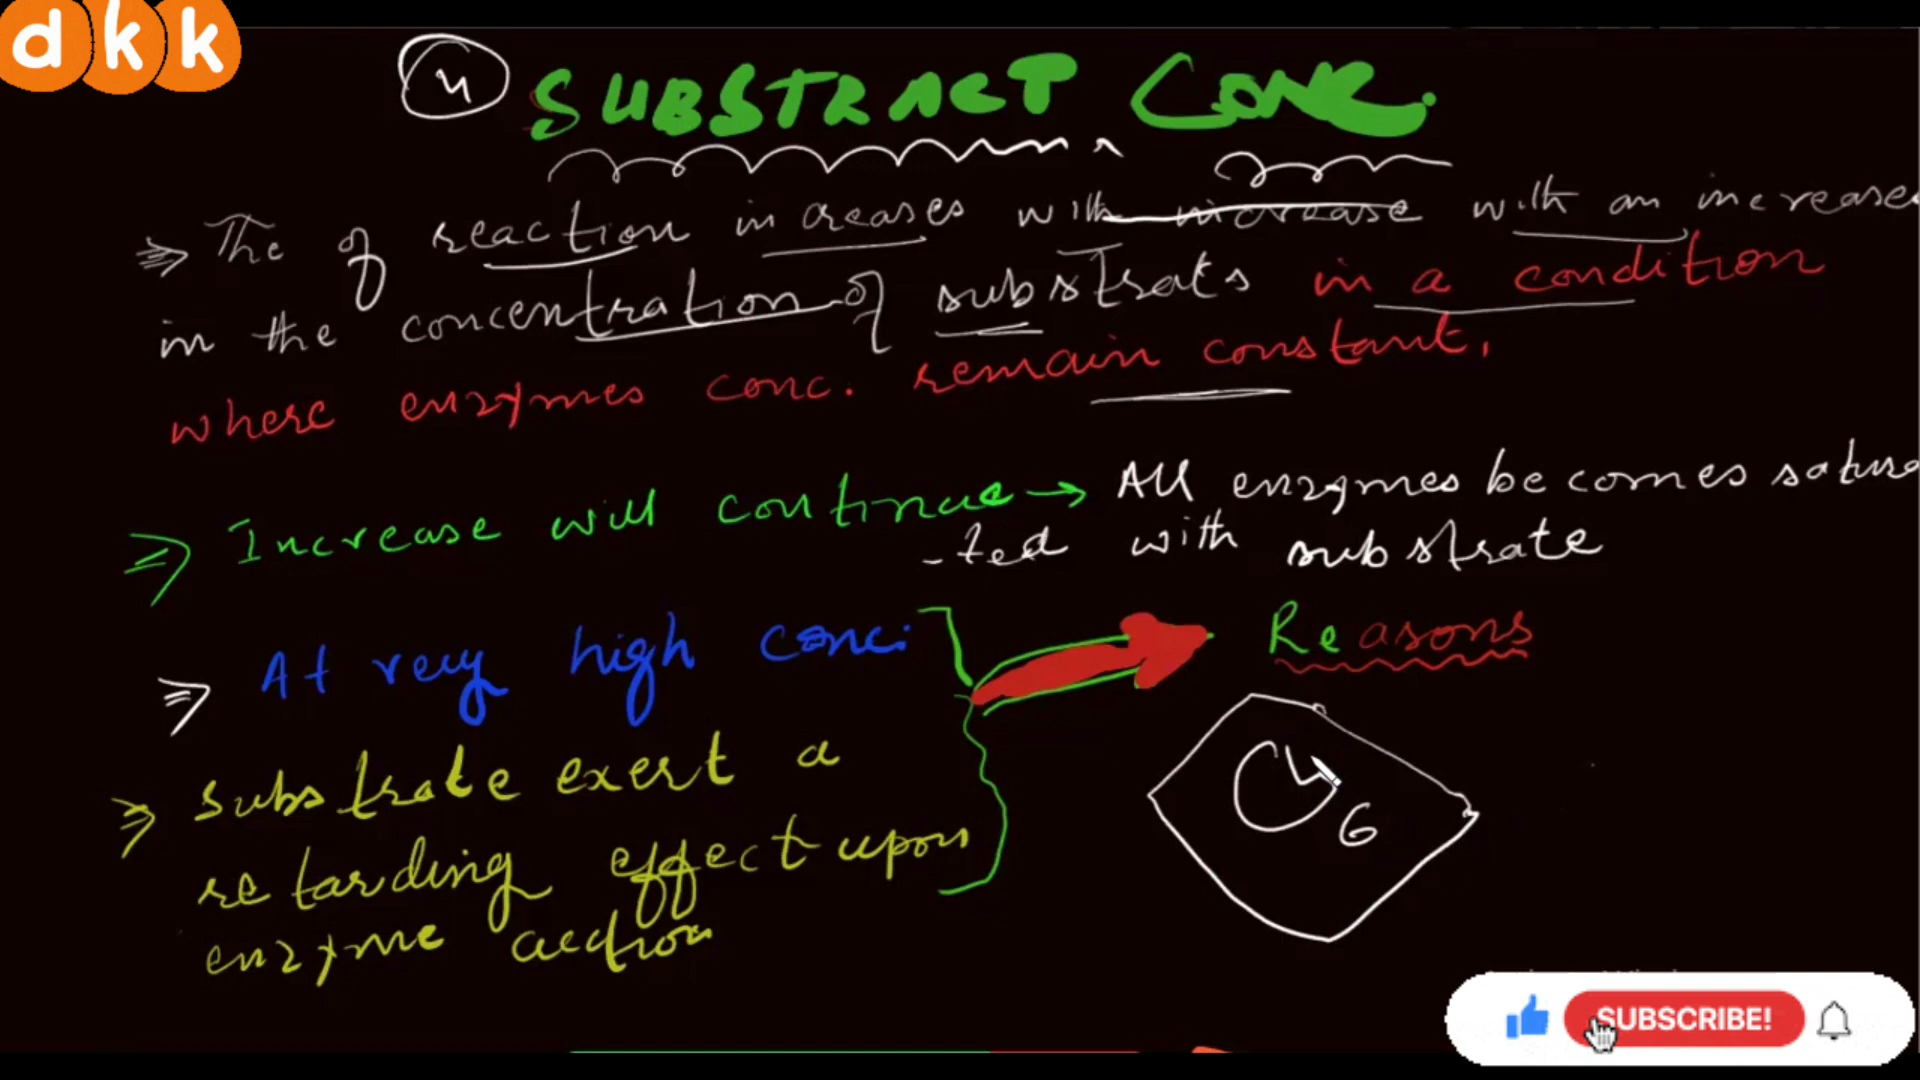 dkk
4 SUBSTRACT CONC.
⇒ The of reaction increases with increase with an increase
in the concentration of substrats in a condition
where enzymes conc. remain constant.
⇒ Increase will continue → All enzymes becomes satura
-ted with substrate
⇒ At very high conc.
Reasons
⇒ Substrate exert a
retarding effect upon
enzyme action
6
SUBSCRIBE!